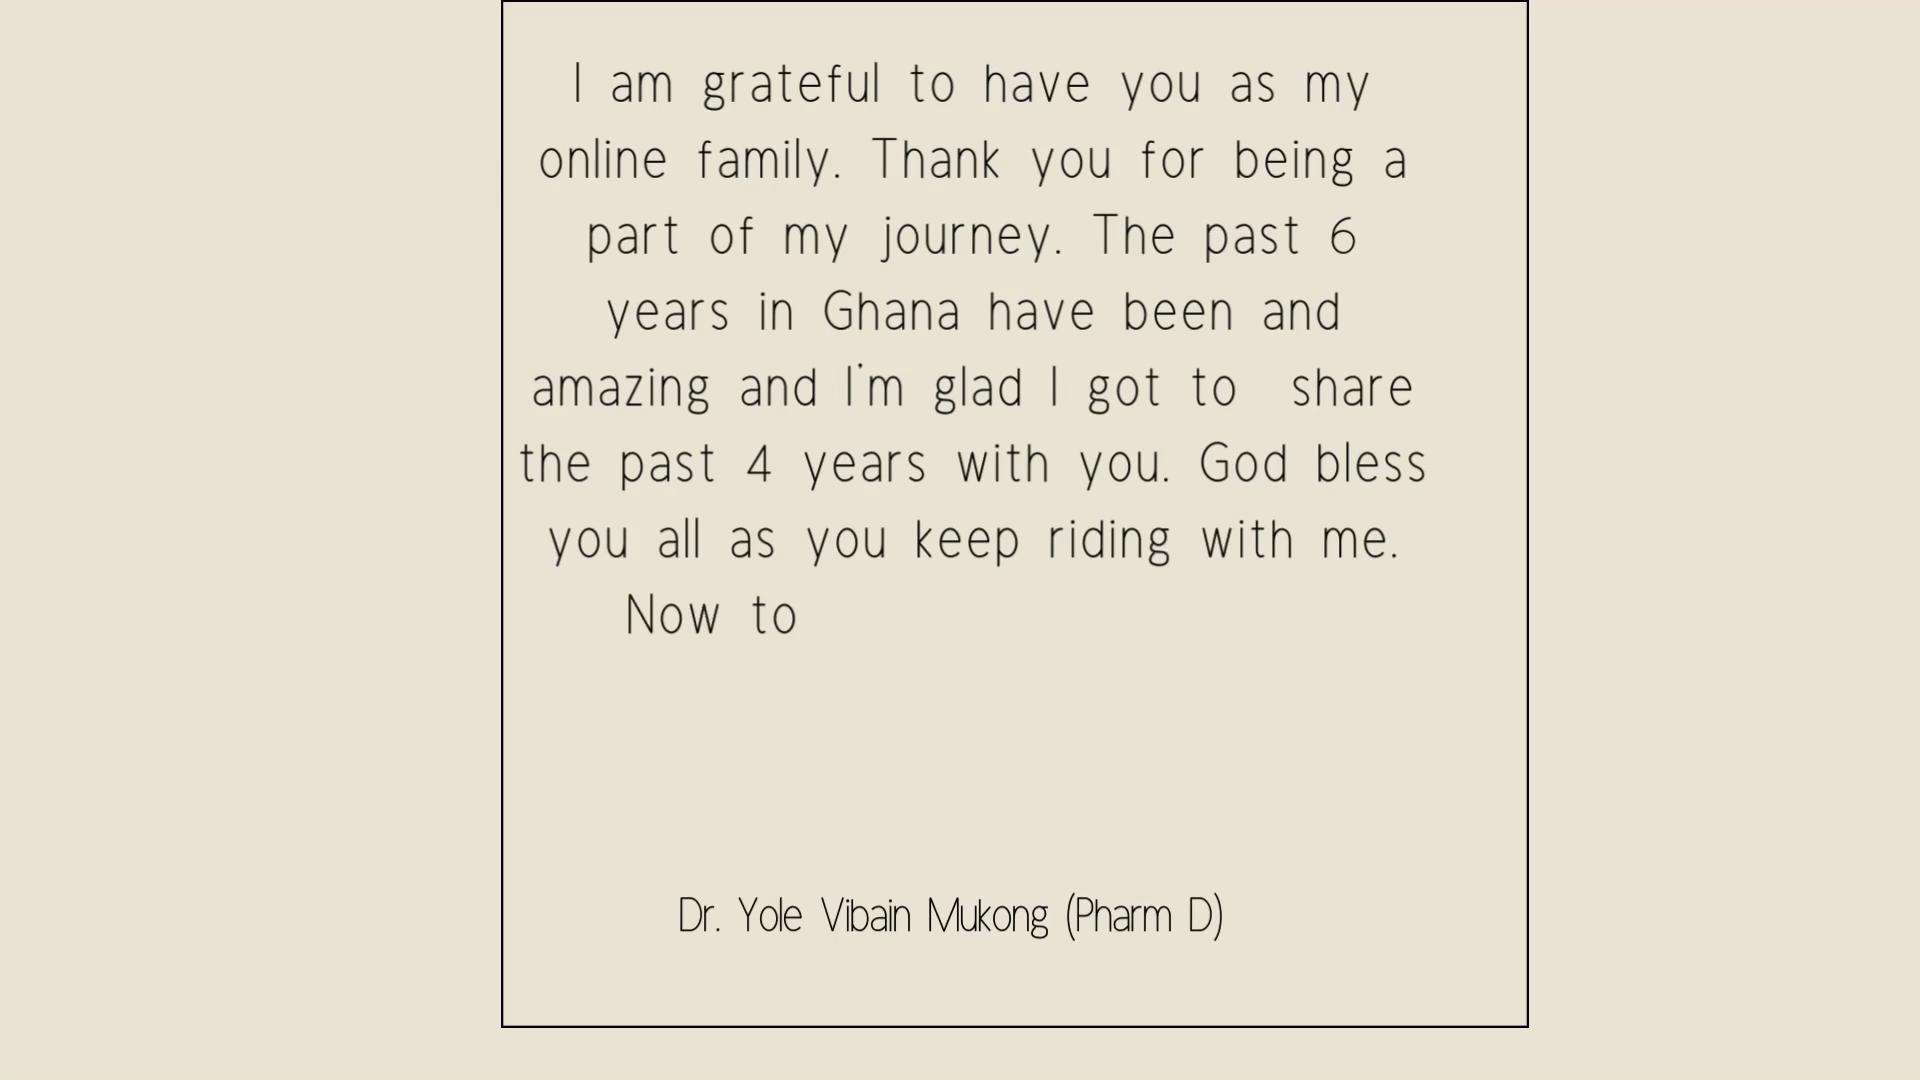 I am grateful to have you as my
online family. Thank you for being a
part of my journey. The past 6
years in Ghana have been and
amazing and I'm glad I got to share
the past 4 years with you. God bless
you all as you keep riding with me.
Now to
Dr. Yole Vibain Mukong (Pharm D)